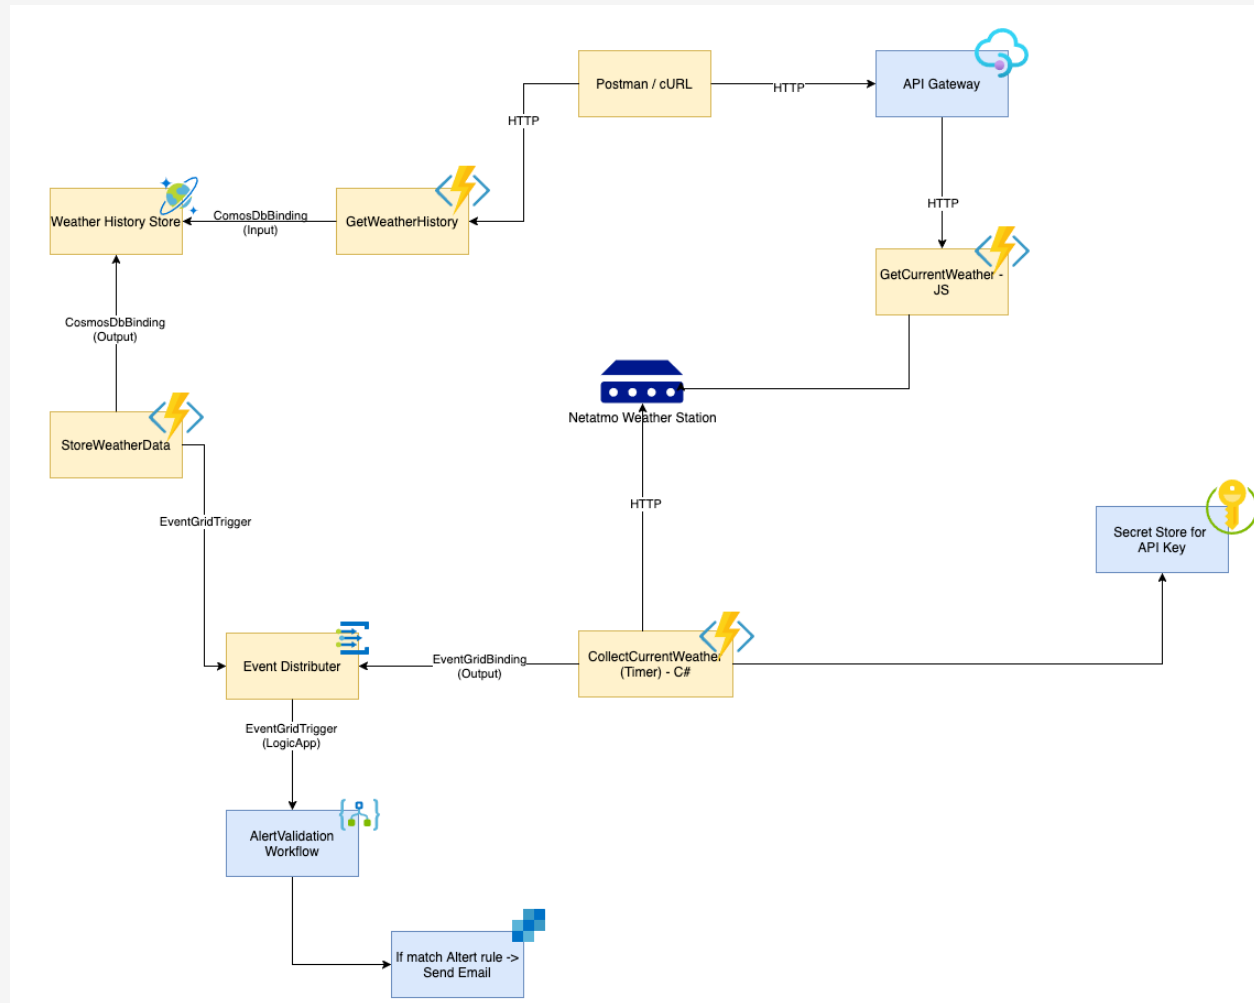 Postman / cURL
HTTP
API Gateway
HTTP
HTTP
Weather History Store
ComosDbBinding
(Input)
GetWeatherHistory
GetCurrentWeather -
JS
CosmosDbBinding
(Output)
Netatmo Weather Station
StoreWeatherData
EventGridTrigger
HTTP
Secret Store for
API Key
Event Distributer
EventGridBinding
(Output)
CollectCurrentWeather
(Timer) - C#
EventGridTrigger
(LogicApp)
AlertValidation
Workflow
If match Altert rule ->
Send Email